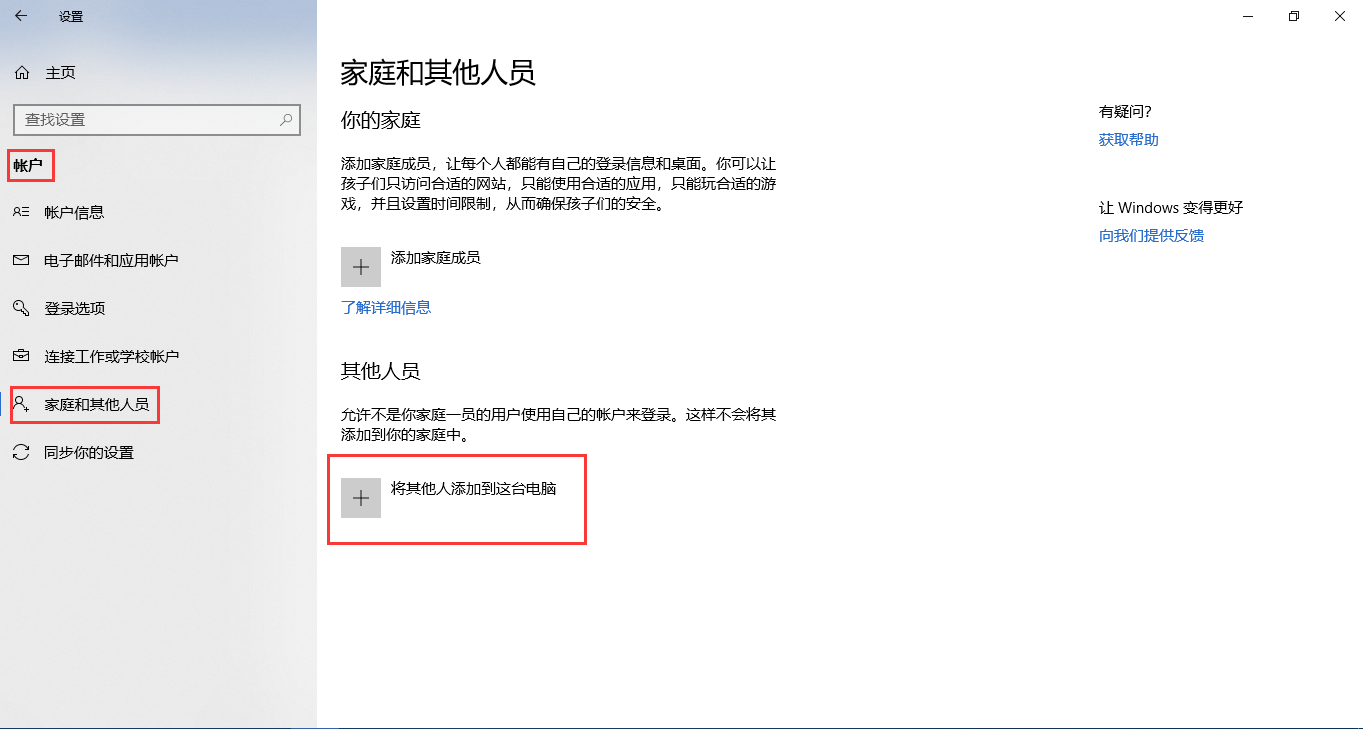 设置
主页
查找设置
帐户
帐户信息
电子邮件和应用帐户
登录选项
连接工作或学校帐户
家庭和其他人员
同步你的设置
家庭和其他人员
你的家庭
添加家庭成员，让每个人都能有自己的登录信息和桌面。你可以让
孩子们只访问合适的网站，只能使用合适的应用，只能玩合适的游
戏，并且设置时间限制，从而确保孩子们的安全。
添加家庭成员
了解详细信息
其他人员
允许不是你家庭一员的用户使用自己的帐户来登录。这样不会将其
添加到你的家庭中。
将其他人添加到这台电脑
有疑问?
获取帮助
让 Windows 变得更好
向我们提供反馈